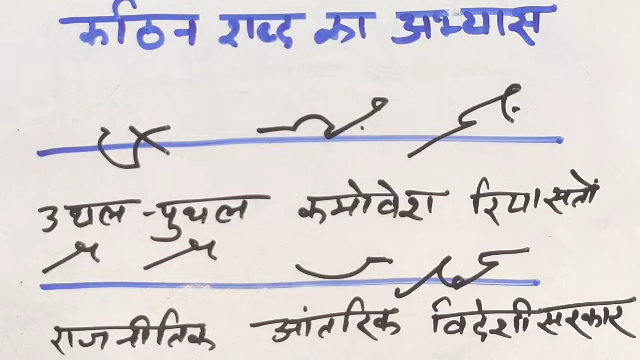 कठिन शब्द का अभ्यास
उथल-पुथल कमोवेश रियासतों
राजनीतिक आंतरिक विदेशी सरकार